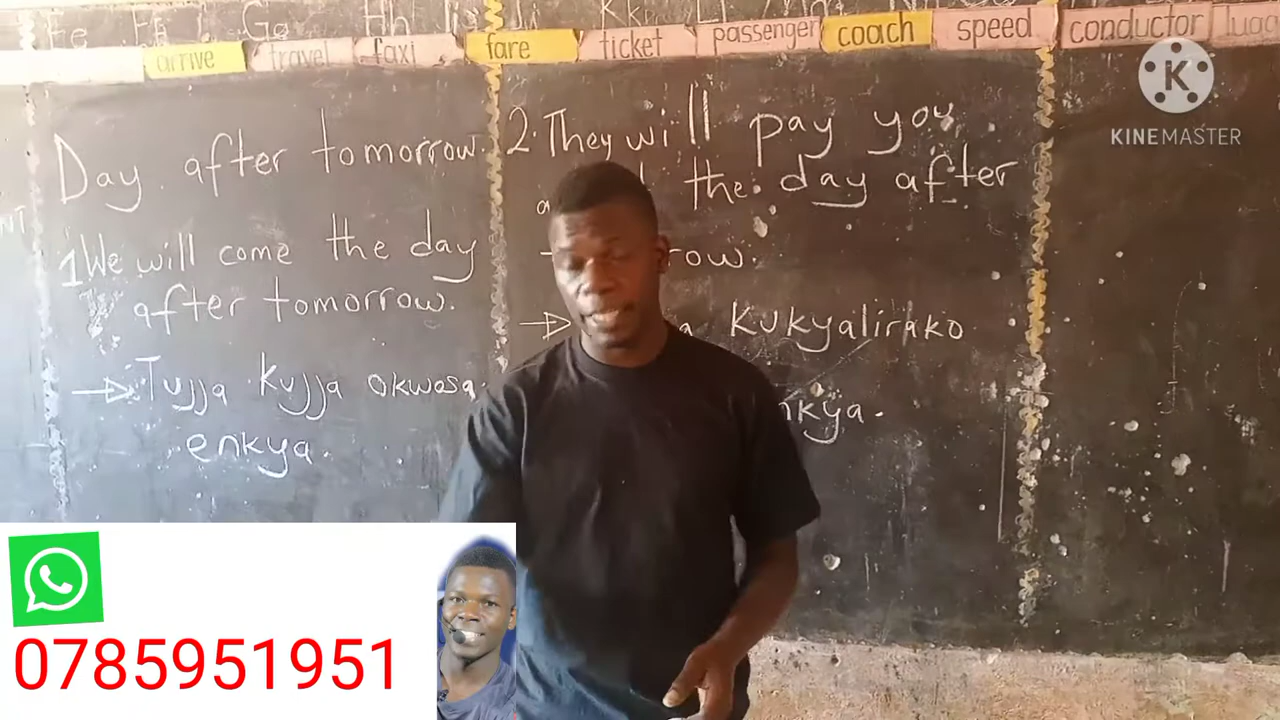 Kk
arrive travel taxi fare ticket passenger coach speed conductor
KINEMASTER
Day after tomorrow.
1 We will come the day
after tomorrow.
Tujja kujja okwosa
enkya.
2. They will pay you
the day after
row.
kukyalirako
nkya.
0785951951